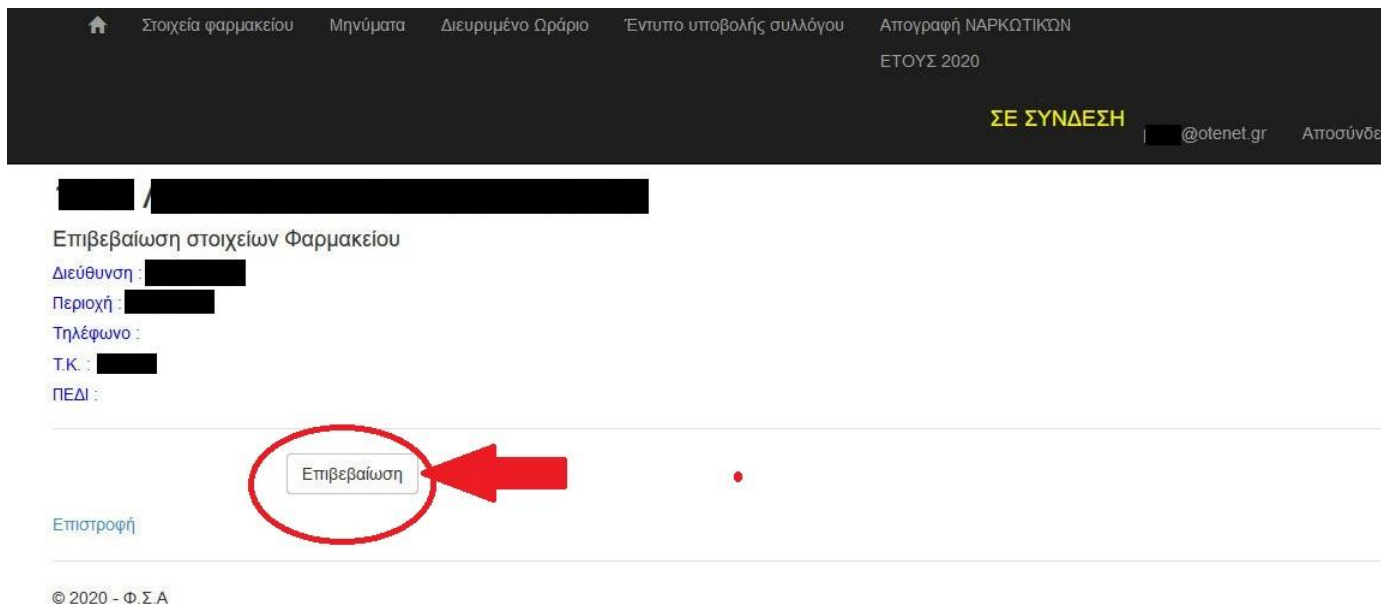 Στοιχεία φαρμακείου Μηνύματα Διευρυμένο Ωράριο Έντυπο υποβολής συλλόγου Απογραφή ΝΑΡΚΩΤΙΚΏΝ
ΕΤΟΥΣ 2020
ΣΕ ΣΥΝΔΕΣΗ
@otenet.gr Αποσύνδε
/
Επιβεβαίωση στοιχείων Φαρμακείου
Διεύθυνση :
Περιοχή :
Τηλέφωνο :
Τ.Κ. :
ΠΕΔΙ :
Επιβεβαίωση
Επιστροφή
© 2020 - Φ.Σ.Α